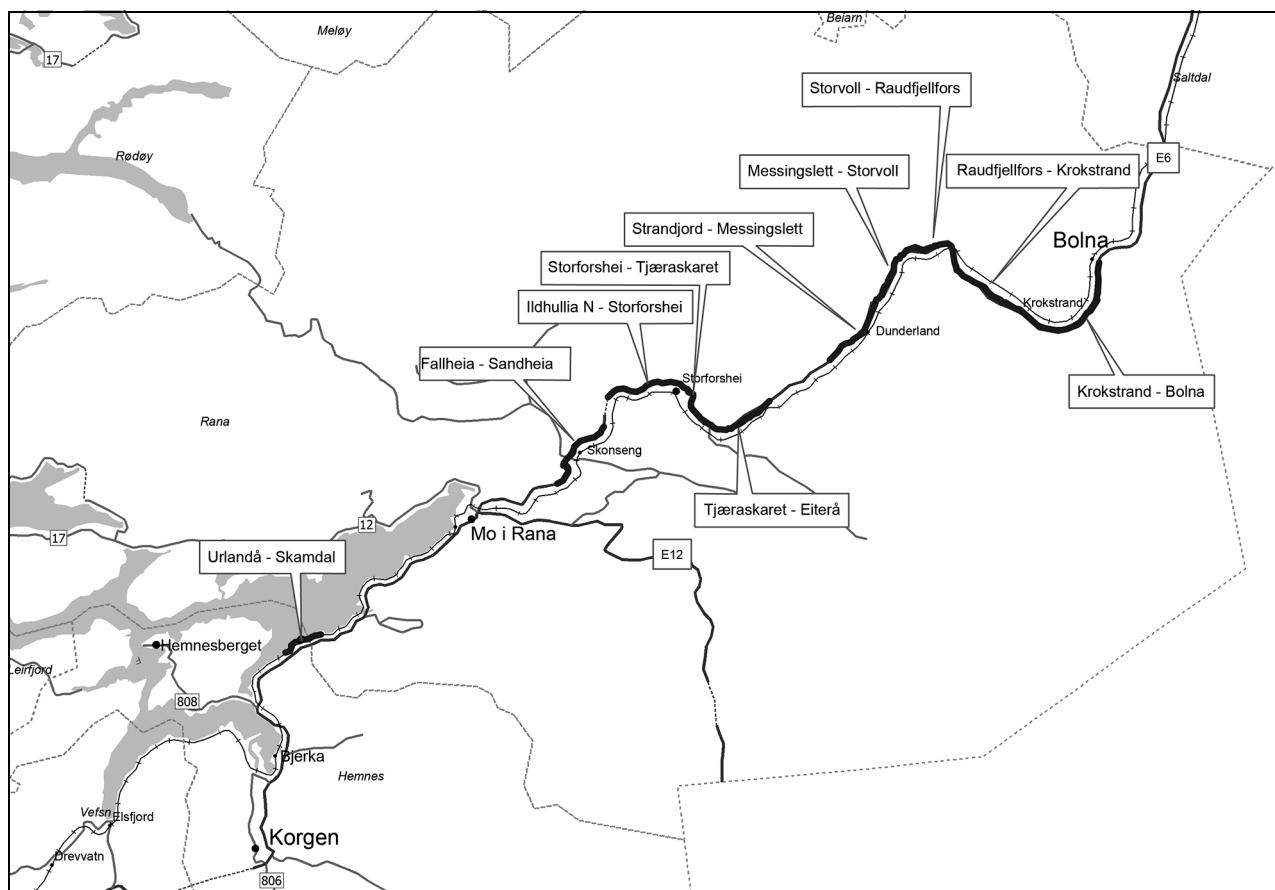 Beiarn
Meløy
17
Saltdal
Storvoll - Raudfjellfors
Rødøy
E6
Messingslett - Storvoll
Raudfjellfors - Krokstrand
Strandjord - Messingslett
Bolna
Storforshei - Tjæraskaret
Ildhullia N - Storforshei
Krokstrand
Dunderland
Fallheia - Sandheia
Storforshei
Krokstrand - Bolna
Rana
Skonseng
Tjæraskaret - Eiterå
12
Mo i Rana
17
Urlandå - Skamdal
E12
Hemnesberget
eirfjord
808
Bjerka
Hemnes
Vefsn
Elsfjord
Korgen
Drevvatn
806